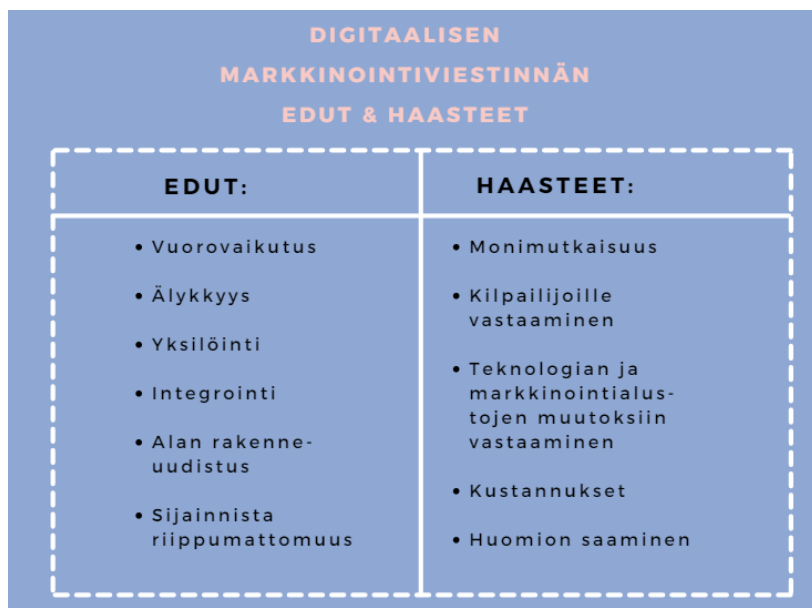 DIGITAALISEN
MARKKINOINTIVIESTINNÄN
EDUT & HAASTEET
EDUT:
• Vuorovaikutus
• Älykkyys
• Yksilöinti
• Integrointi
• Alan rakenne-
uudistus
• Sijainnista
riippumattomuus
HAASTEET:
• Monimutkaisuus
• Kilpailijoille
vastaaminen
• Teknologian ja
markkinointialus-
tojen muutoksiin
vastaaminen
• Kustannukset
• Huomion saaminen